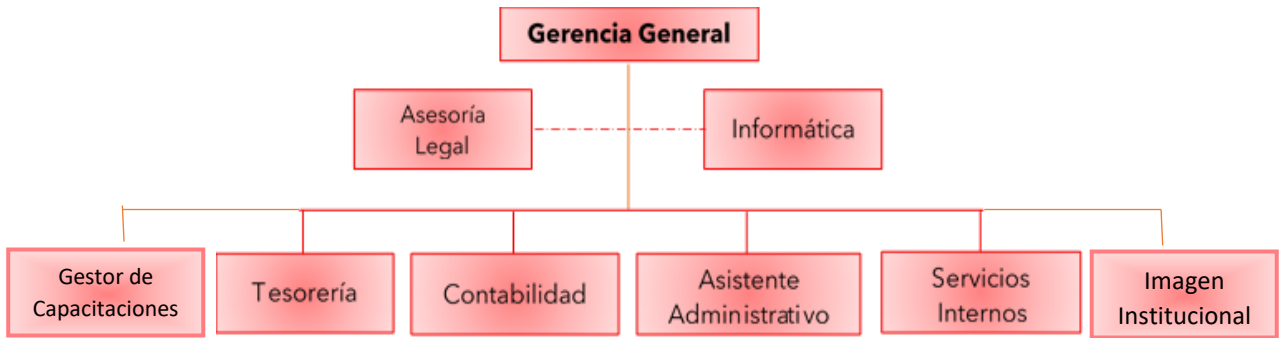 Gerencia General
Asesoría
Legal
Informática
Gestor de
Capacitaciones
Tesorería
Contabilidad
Asistente
Administrativo
Servicios
Internos
Imagen
Institucional